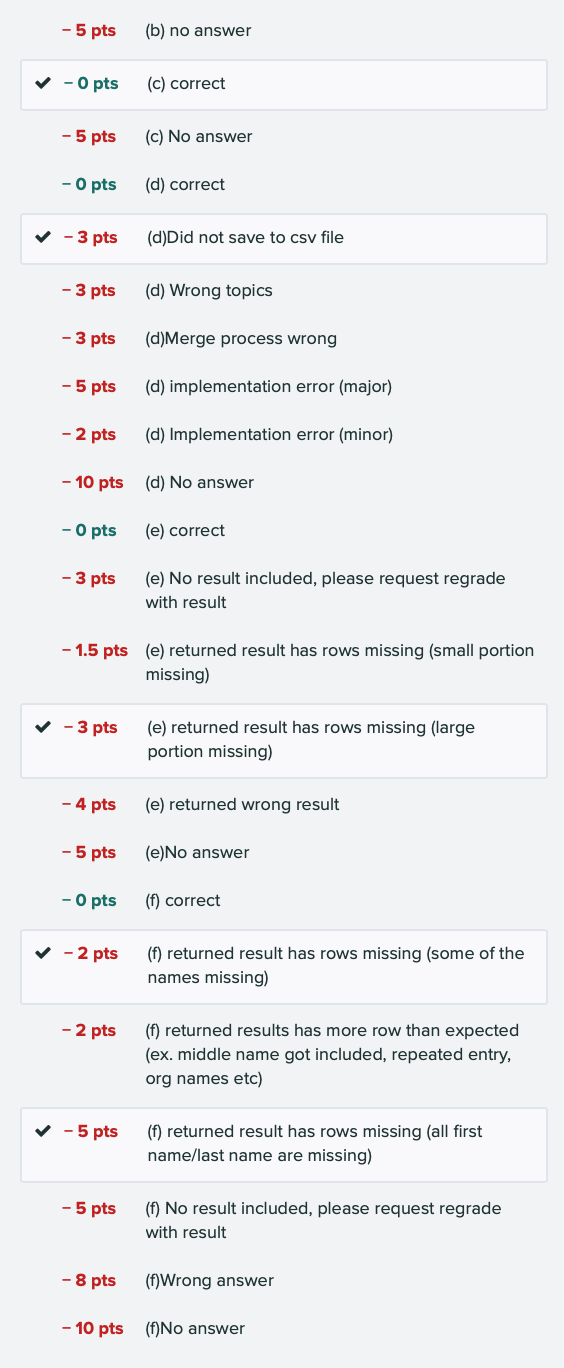 − 5 pts (b) no answer
✔ − 0 pts (c) correct
− 5 pts (c) No answer
− 0 pts (d) correct
✔ − 3 pts (d)Did not save to csv file
− 3 pts (d) Wrong topics
− 3 pts (d)Merge process wrong
− 5 pts (d) implementation error (major)
− 2 pts (d) Implementation error (minor)
− 10 pts (d) No answer
− 0 pts (e) correct
− 3 pts (e) No result included, please request regrade
with result
− 1.5 pts (e) returned result has rows missing (small portion
missing)
✔ − 3 pts (e) returned result has rows missing (large
portion missing)
− 4 pts (e) returned wrong result
− 5 pts (e)No answer
− 0 pts (f) correct
✔ − 2 pts (f) returned result has rows missing (some of the
names missing)
− 2 pts (f) returned results has more row than expected
(ex. middle name got included, repeated entry,
org names etc)
✔ − 5 pts (f) returned result has rows missing (all first
name/last name are missing)
− 5 pts (f) No result included, please request regrade
with result
− 8 pts (f)Wrong answer
− 10 pts (f)No answer